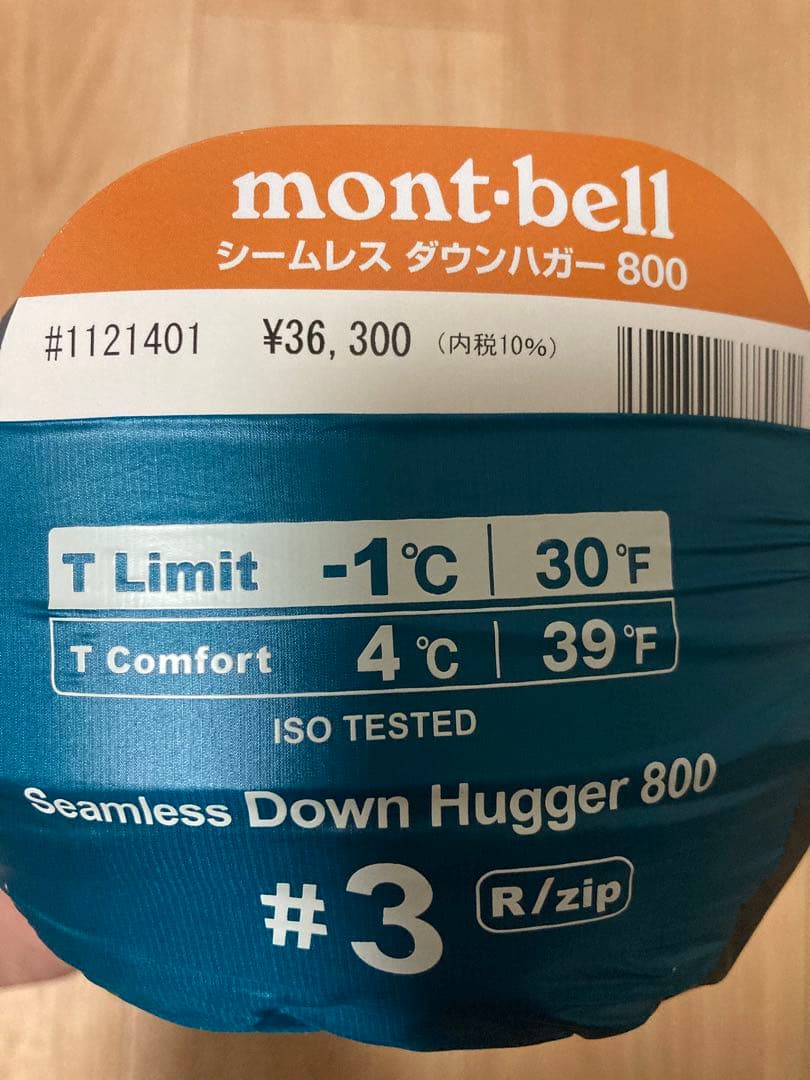 mont·bell
シームレス ダウンハガー 800
#1121401 ¥36,300 (内税10%)
T Limit -1℃ | 30°F
T Comfort 4℃ | 39°F
ISO TESTED
Seamless Down Hugger 800
#3 R/zip